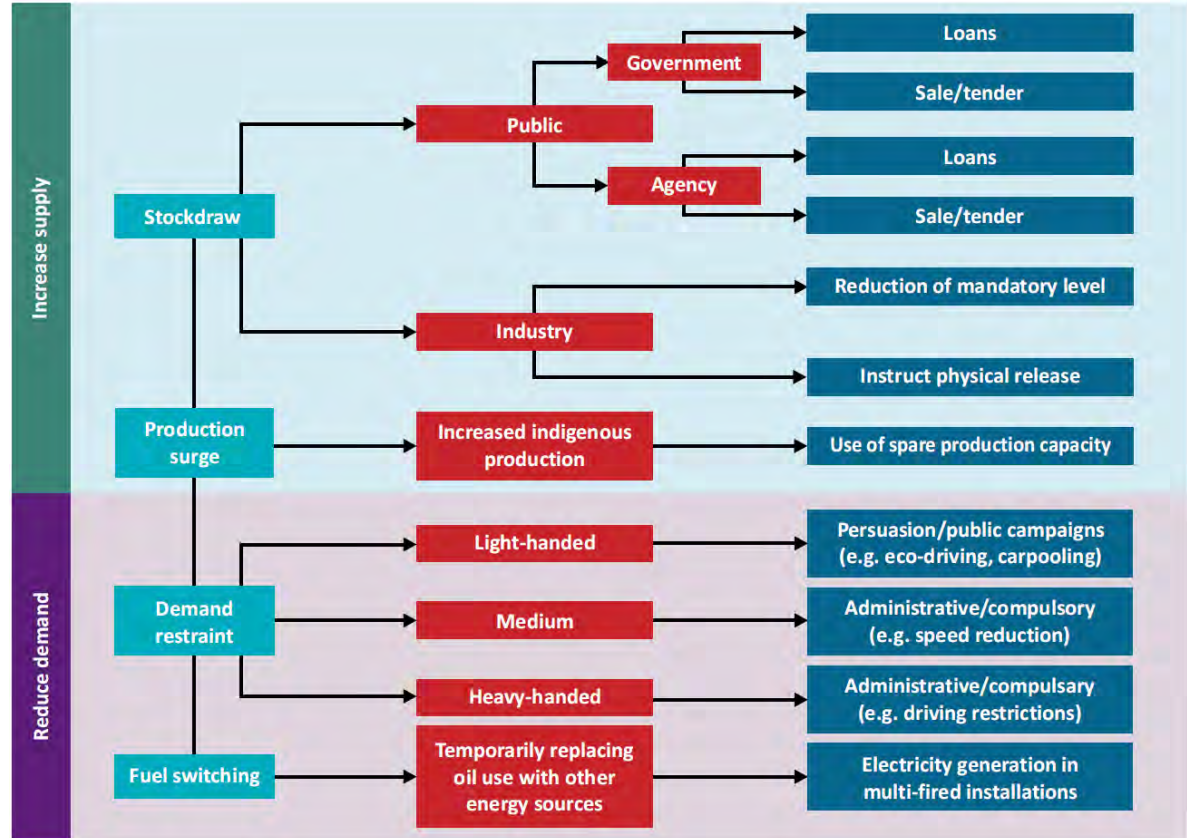 Increase supply
Stockdraw
Public
Government
Loans
Sale/tender
Agency
Loans
Sale/tender
Industry
Reduction of mandatory level
Instruct physical release
Production
surge
Increased indigenous
production
Use of spare production capacity
Reduce demand
Demand
restraint
Light-handed
Persuasion/public campaigns
(e.g. eco-driving, carpooling)
Medium
Administrative/compulsory
(e.g. speed reduction)
Heavy-handed
Administrative/compulsary
(e.g. driving restrictions)
Fuel switching
Temporarily replacing
oil use with other
energy sources
Electricity generation in
multi-fired installations